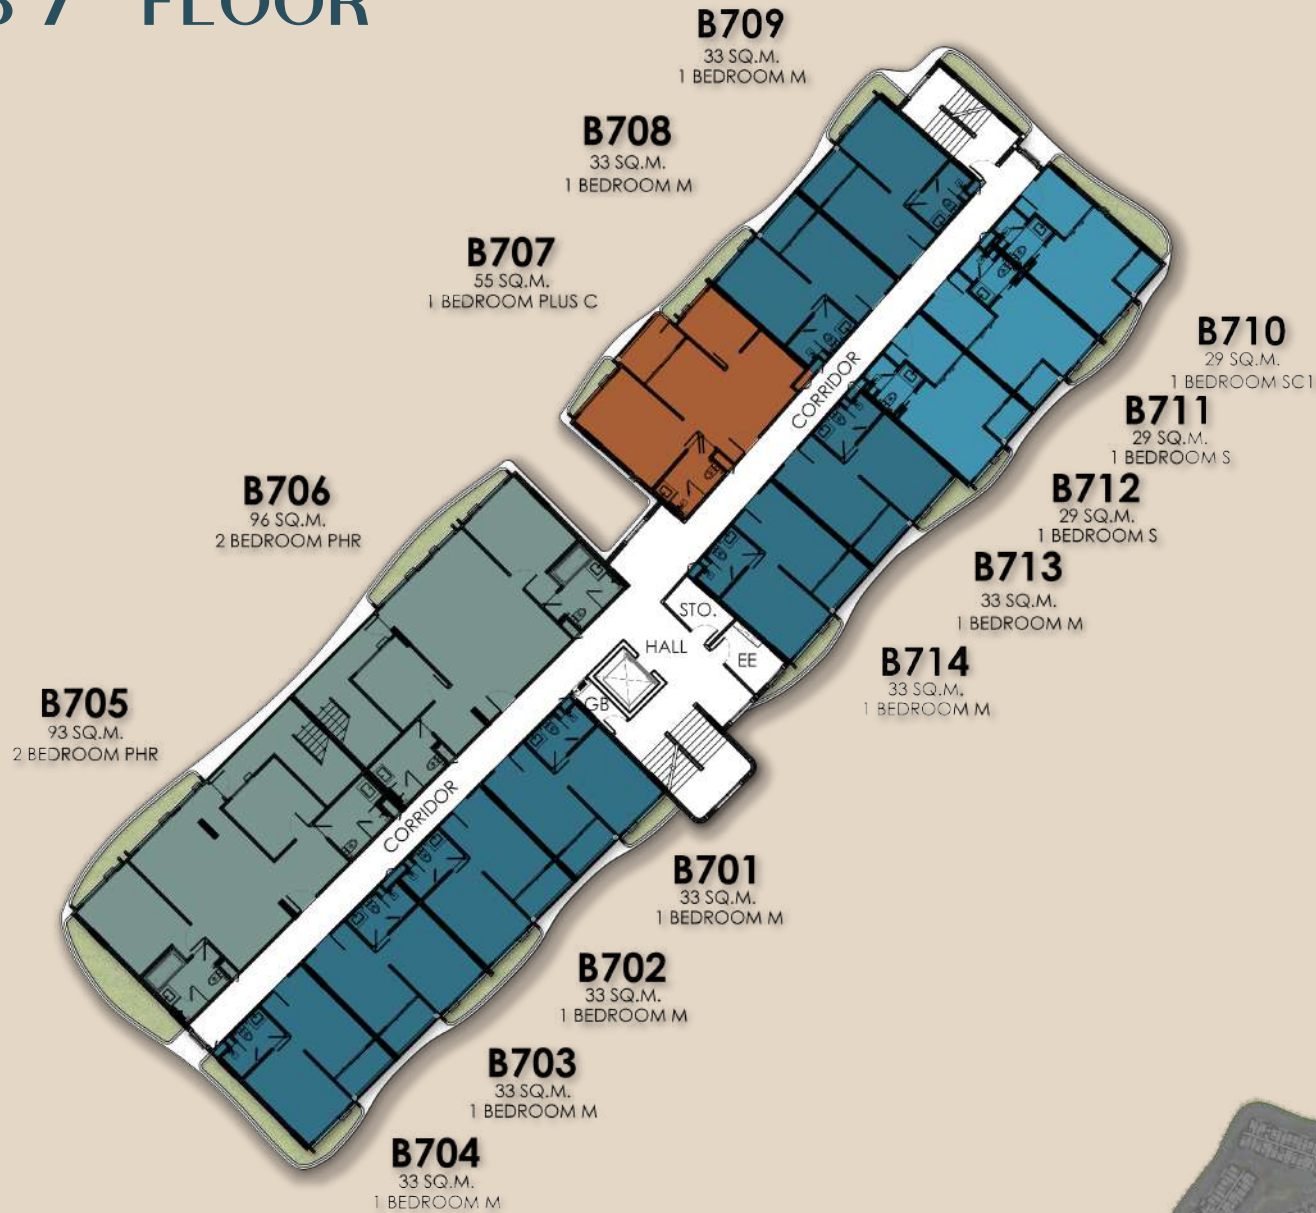 7 FLOOR
B709
33 SQ.M.
1 BEDROOM M
B708
33 SQ.M.
1 BEDROOM M
B707
55 SQ.M.
1 BEDROOM PLUS C
B710
29 SQ.M.
1 BEDROOM SC1
B711
29 SQ.M.
1 BEDROOM S
B712
29 SQ.M.
1 BEDROOM S
B713
33 SQ.M.
1 BEDROOM M
B714
33 SQ.M.
1 BEDROOM M
CORRIDOR
B706
96 SQ.M.
2 BEDROOM PHR
STO.
HALL
EE
GB
B705
93 SQ.M.
2 BEDROOM PHR
CORRIDOR
B701
33 SQ.M.
1 BEDROOM M
B702
33 SQ.M.
1 BEDROOM M
B703
33 SQ.M.
1 BEDROOM M
B704
33 SQ.M.
1 BEDROOM M